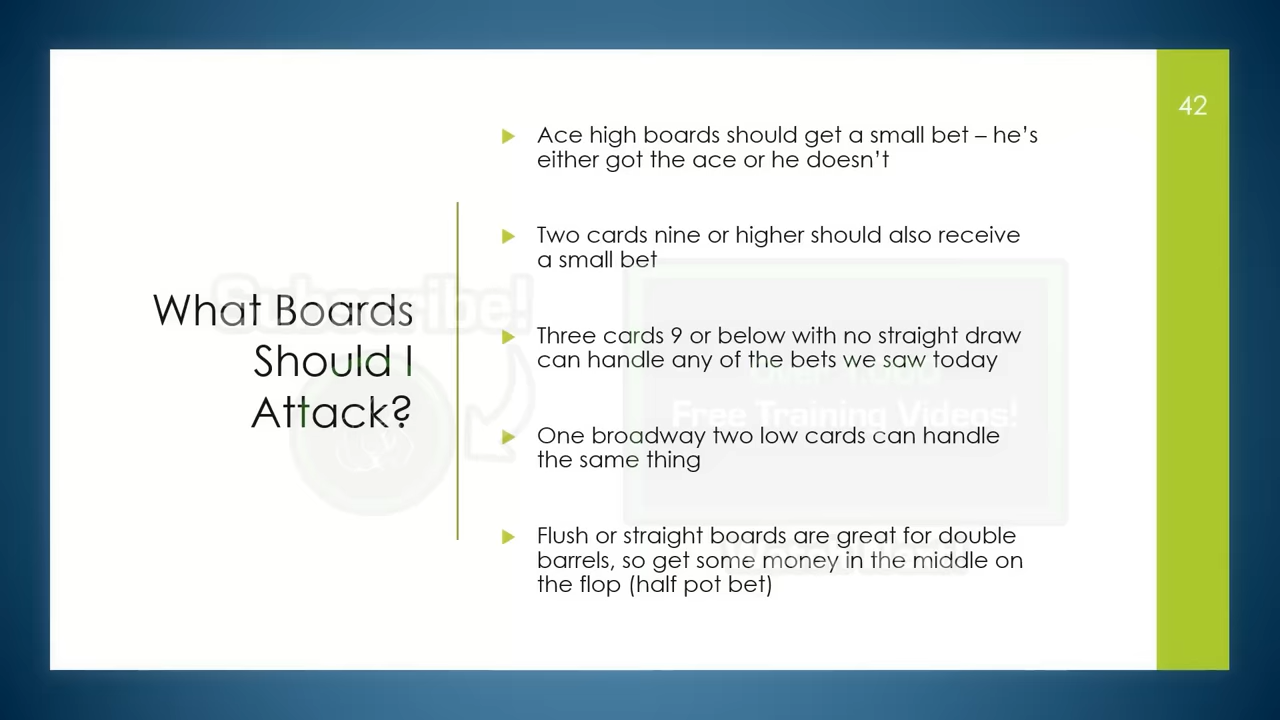 42
What Boards
Should I
Attack?
Ace high boards should get a small bet – he's
either got the ace or he doesn't
Two cards nine or higher should also receive
a small bet
Three cards 9 or below with no straight draw
can handle any of the bets we saw today
One broadway two low cards can handle
the same thing
Flush or straight boards are great for double
barrels, so get some money in the middle on
the flop (half pot bet)
Subscribe!
Free Training Videos!